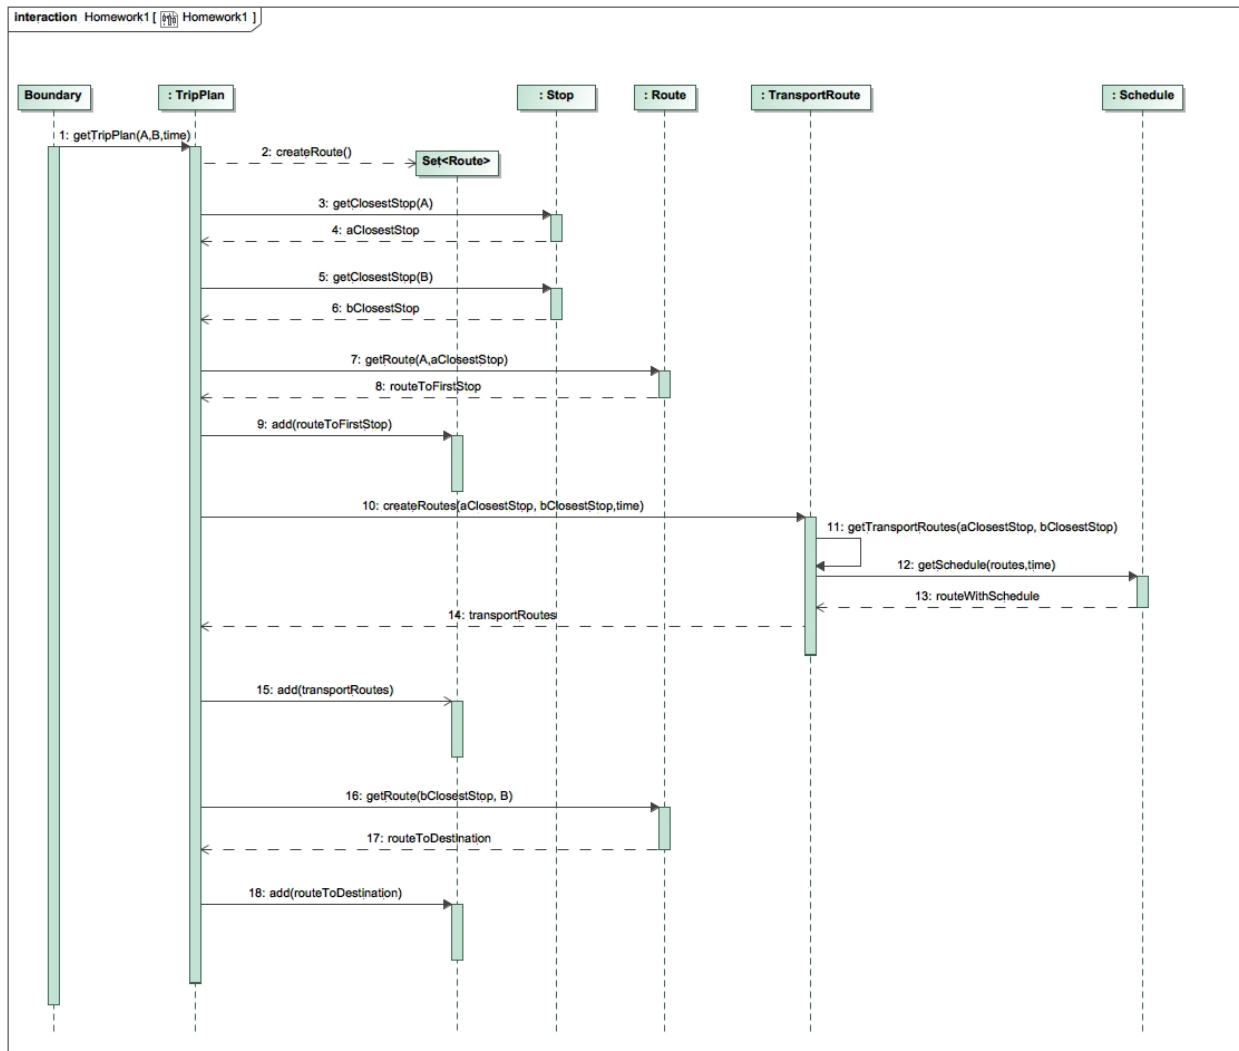 interaction Homework1 [ Homework1 ]
Boundary
: TripPlan
: Stop
: Route
: TransportRoute
: Schedule
1: getTripPlan(A,B,time)
2: createRoute()
Set<Route>
3: getClosestStop(A)
4: aClosestStop
5: getClosestStop(B)
6: bClosestStop
7: getRoute(A,aClosestStop)
8: routeToFirstStop
9: add(routeToFirstStop)
10: createRoutes(aClosestStop, bClosestStop,time)
11: getTransportRoutes(aClosestStop, bClosestStop)
12: getSchedule(routes,time)
13: routeWithSchedule
14: transportRoutes
15: add(transportRoutes)
16: getRoute(bClosestStop, B)
17: routeToDestination
18: add(routeToDestination)